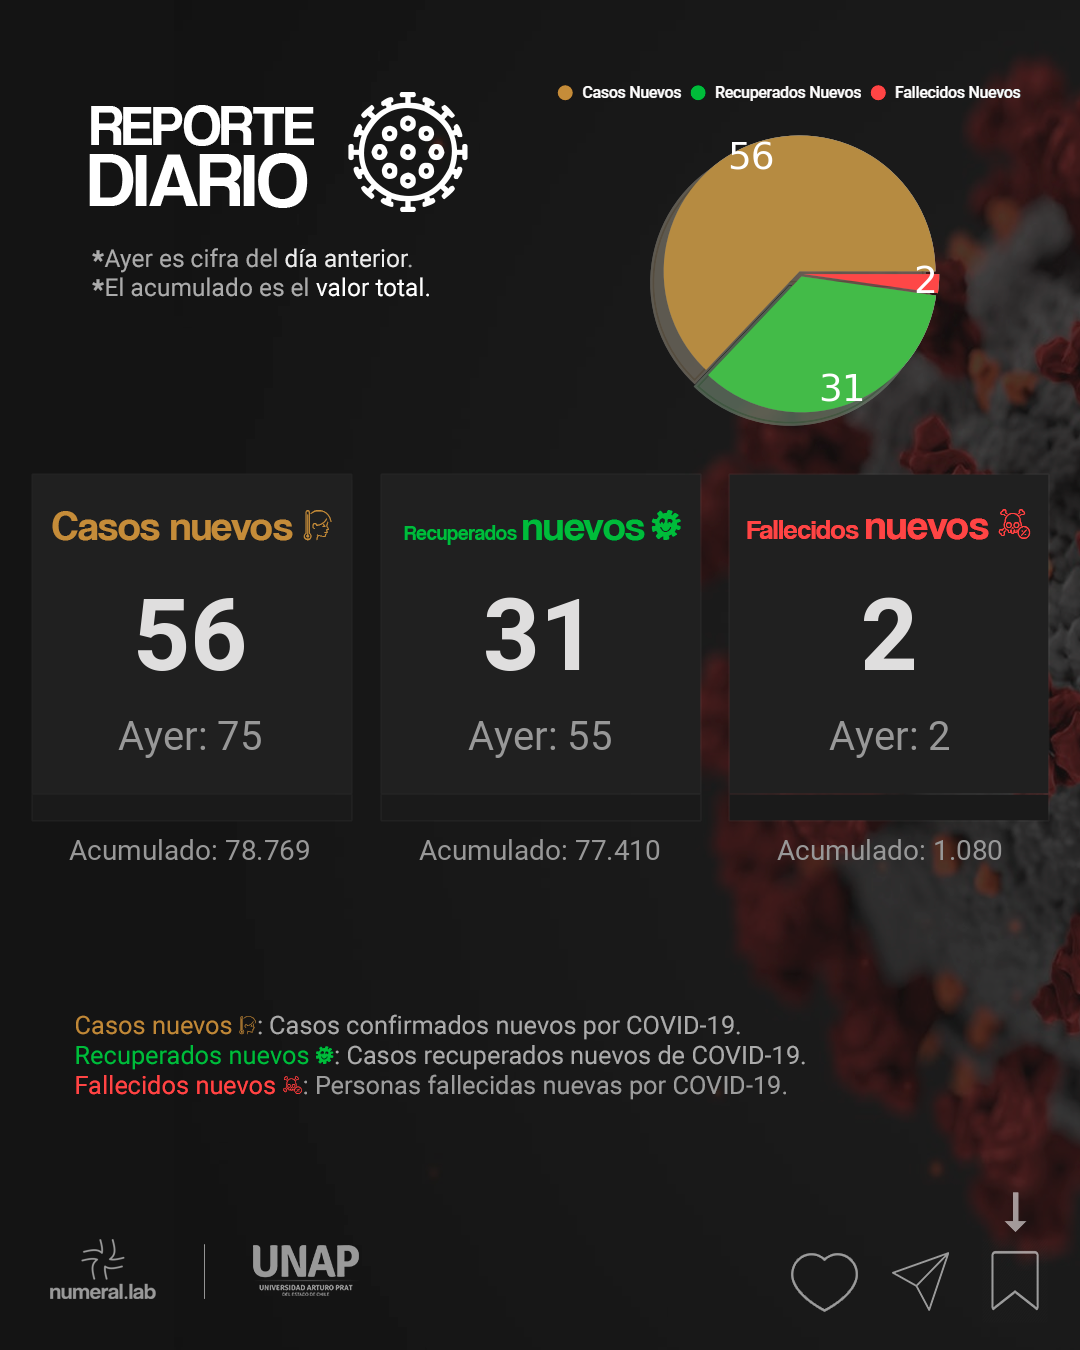 REPORTE
DIARIO
*Ayer es cifra del día anterior.
*El acumulado es el valor total.
Casos Nuevos Recuperados Nuevos Fallecidos Nuevos
56
2
31
Casos nuevos
56
Ayer: 75
Acumulado: 78.769
Recuperados nuevos
31
Ayer: 55
Acumulado: 77.410
Fallecidos nuevos
2
Ayer: 2
Acumulado: 1.080
Casos nuevos : Casos confirmados nuevos por COVID-19.
Recuperados nuevos : Casos recuperados nuevos de COVID-19.
Fallecidos nuevos : Personas fallecidas nuevas por COVID-19.
numeral.lab
UNAP
UNIVERSIDAD ARTURO PRAT
DEL ESTADO DE CHILE